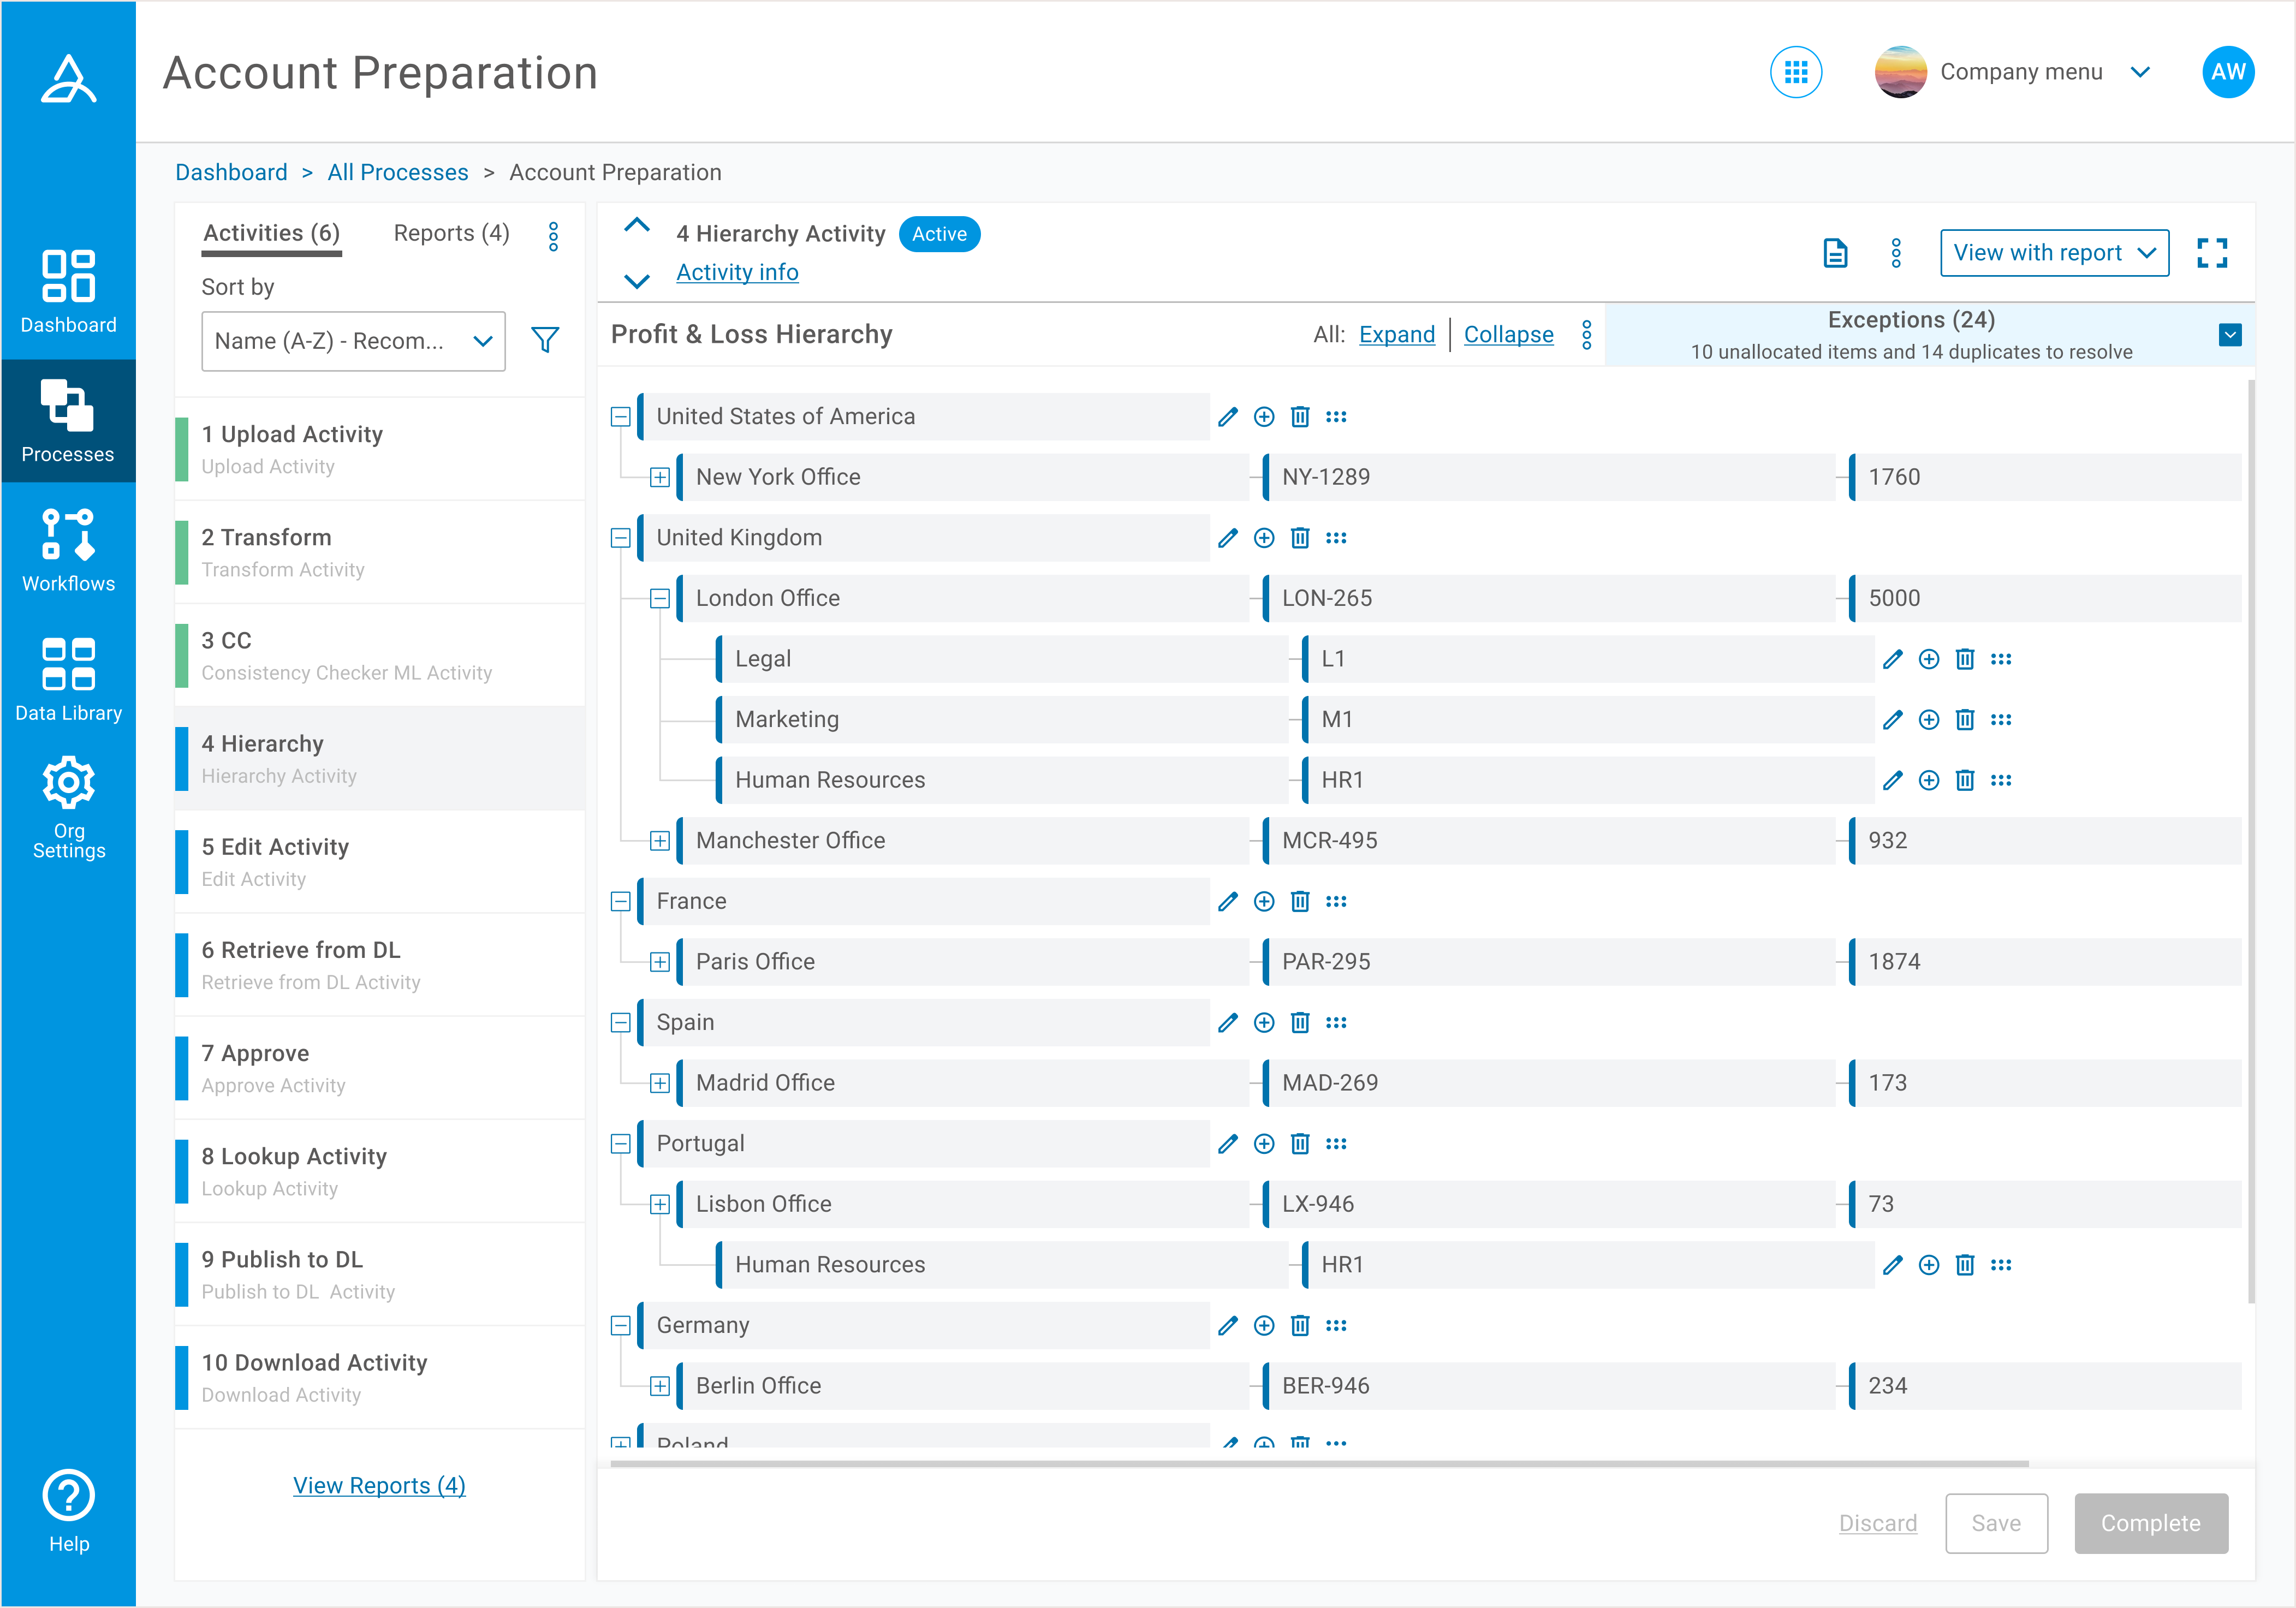 Account Preparation
Company menu
AW
Dashboard > All Processes > Account Preparation
Dashboard
Processes
Workflows
Data Library
Org
Settings
Help
Activities (6)
Reports (4)
Sort by
Name (A-Z) - Recom...
1 Upload Activity
Upload Activity
2 Transform
Transform Activity
3 CC
Consistency Checker ML Activity
4 Hierarchy
Hierarchy Activity
5 Edit Activity
Edit Activity
6 Retrieve from DL
Retrieve from DL Activity
7 Approve
Approve Activity
8 Lookup Activity
Lookup Activity
9 Publish to DL
Publish to DL  Activity
10 Download Activity
Download Activity
View Reports (4)
4 Hierarchy Activity Active
Activity info
View with report
Profit & Loss Hierarchy
All: Expand | Collapse
Exceptions (24)
10 unallocated items and 14 duplicates to resolve
United States of America
New York Office NY-1289 1760
United Kingdom
London Office LON-265 5000
Legal L1
Marketing M1
Human Resources HR1
Manchester Office MCR-495 932
France
Paris Office PAR-295 1874
Spain
Madrid Office MAD-269 173
Portugal
Lisbon Office LX-946 73
Human Resources HR1
Germany
Berlin Office BER-946 234
Poland
Discard
Save
Complete